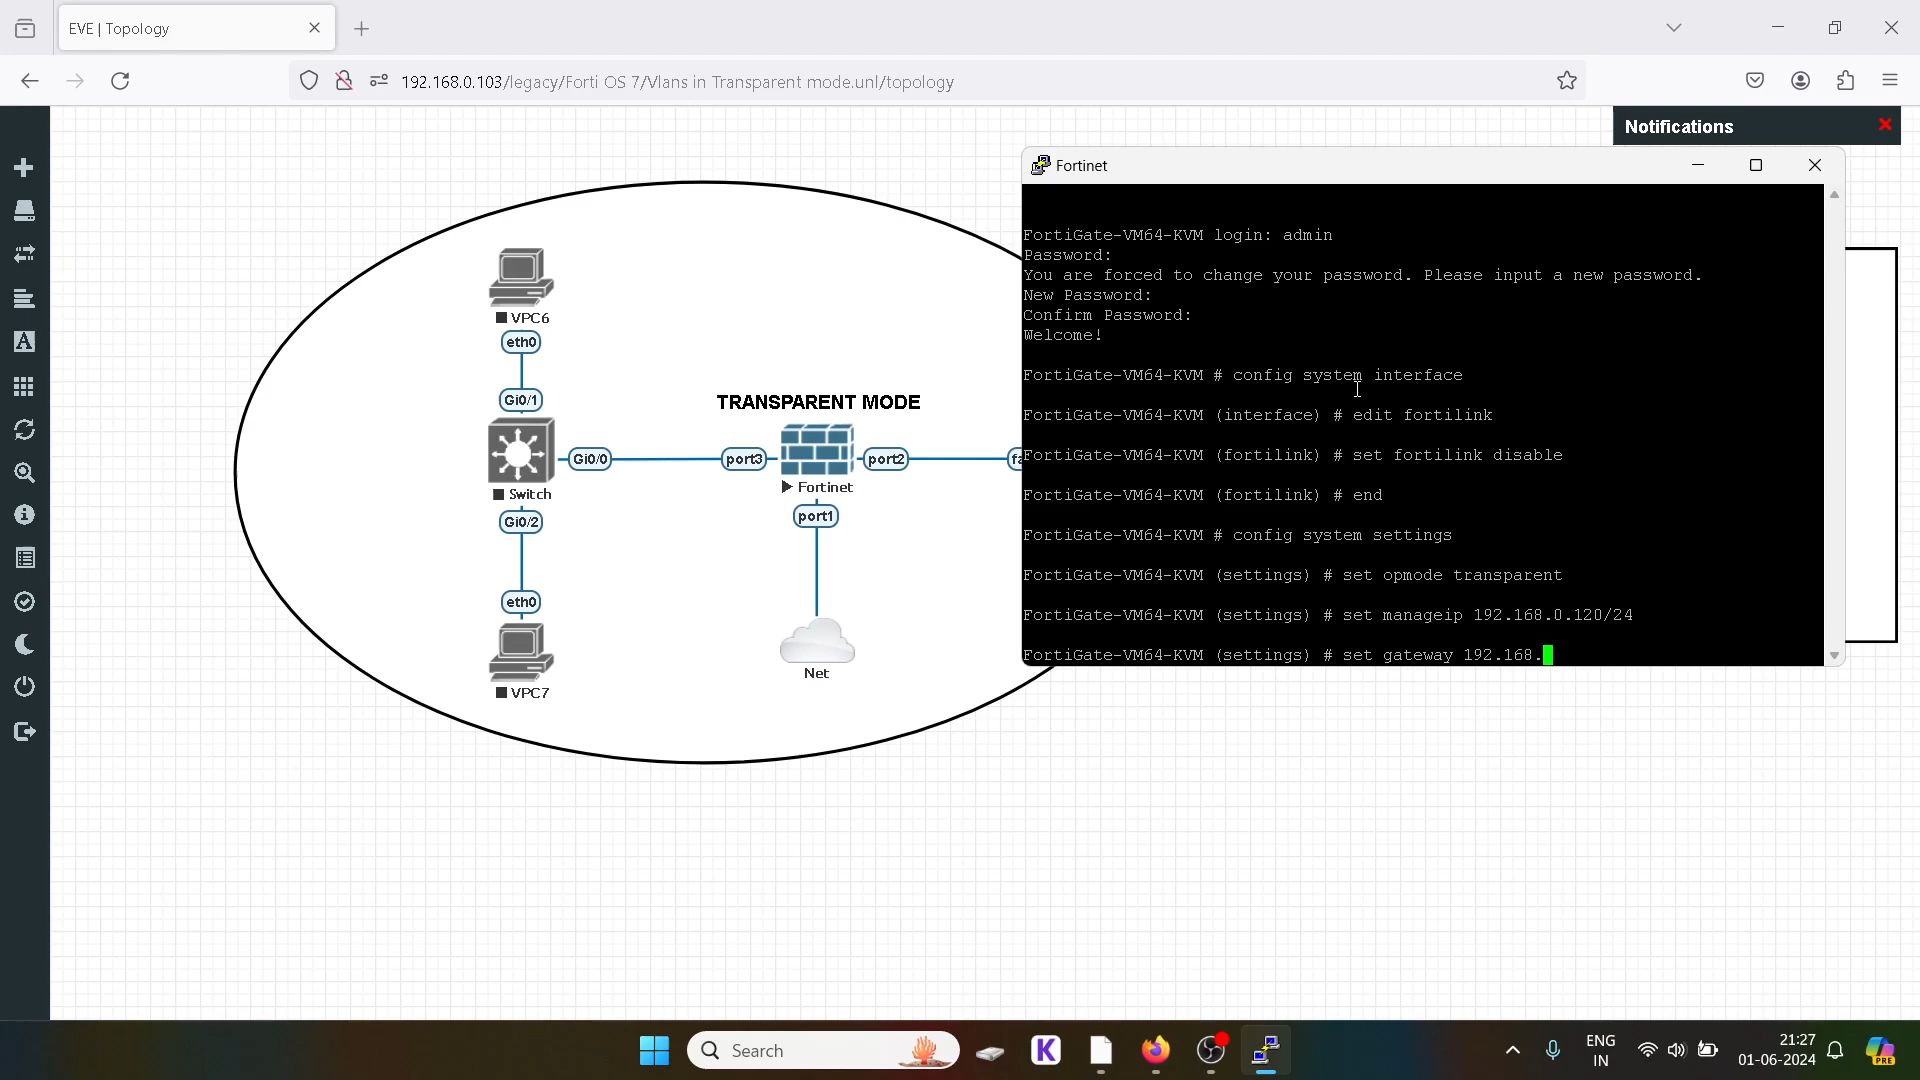 EVE | Topology
192.168.0.103/legacy/Forti OS 7/Vlans in Transparent mode.unl/topology
Notifications
Fortinet
FortiGate-VM64-KVM login: admin
Password:
You are forced to change your password. Please input a new password.
New Password:
Confirm Password:
Welcome!
FortiGate-VM64-KVM # config system interface
FortiGate-VM64-KVM (interface) # edit fortilink
FortiGate-VM64-KVM (fortilink) # set fortilink disable
FortiGate-VM64-KVM (fortilink) # end
FortiGate-VM64-KVM # config system settings
FortiGate-VM64-KVM (settings) # set opmode transparent
FortiGate-VM64-KVM (settings) # set manageip 192.168.0.120/24
FortiGate-VM64-KVM (settings) # set gateway 192.168.
VPC6
eth0
Gi0/1
TRANSPARENT MODE
Gi0/0
port3
port2
fa
Switch
Fortinet
Gi0/2
port1
eth0
Net
VPC7
Search
ENG
IN
21:27
01-06-2024
PRE